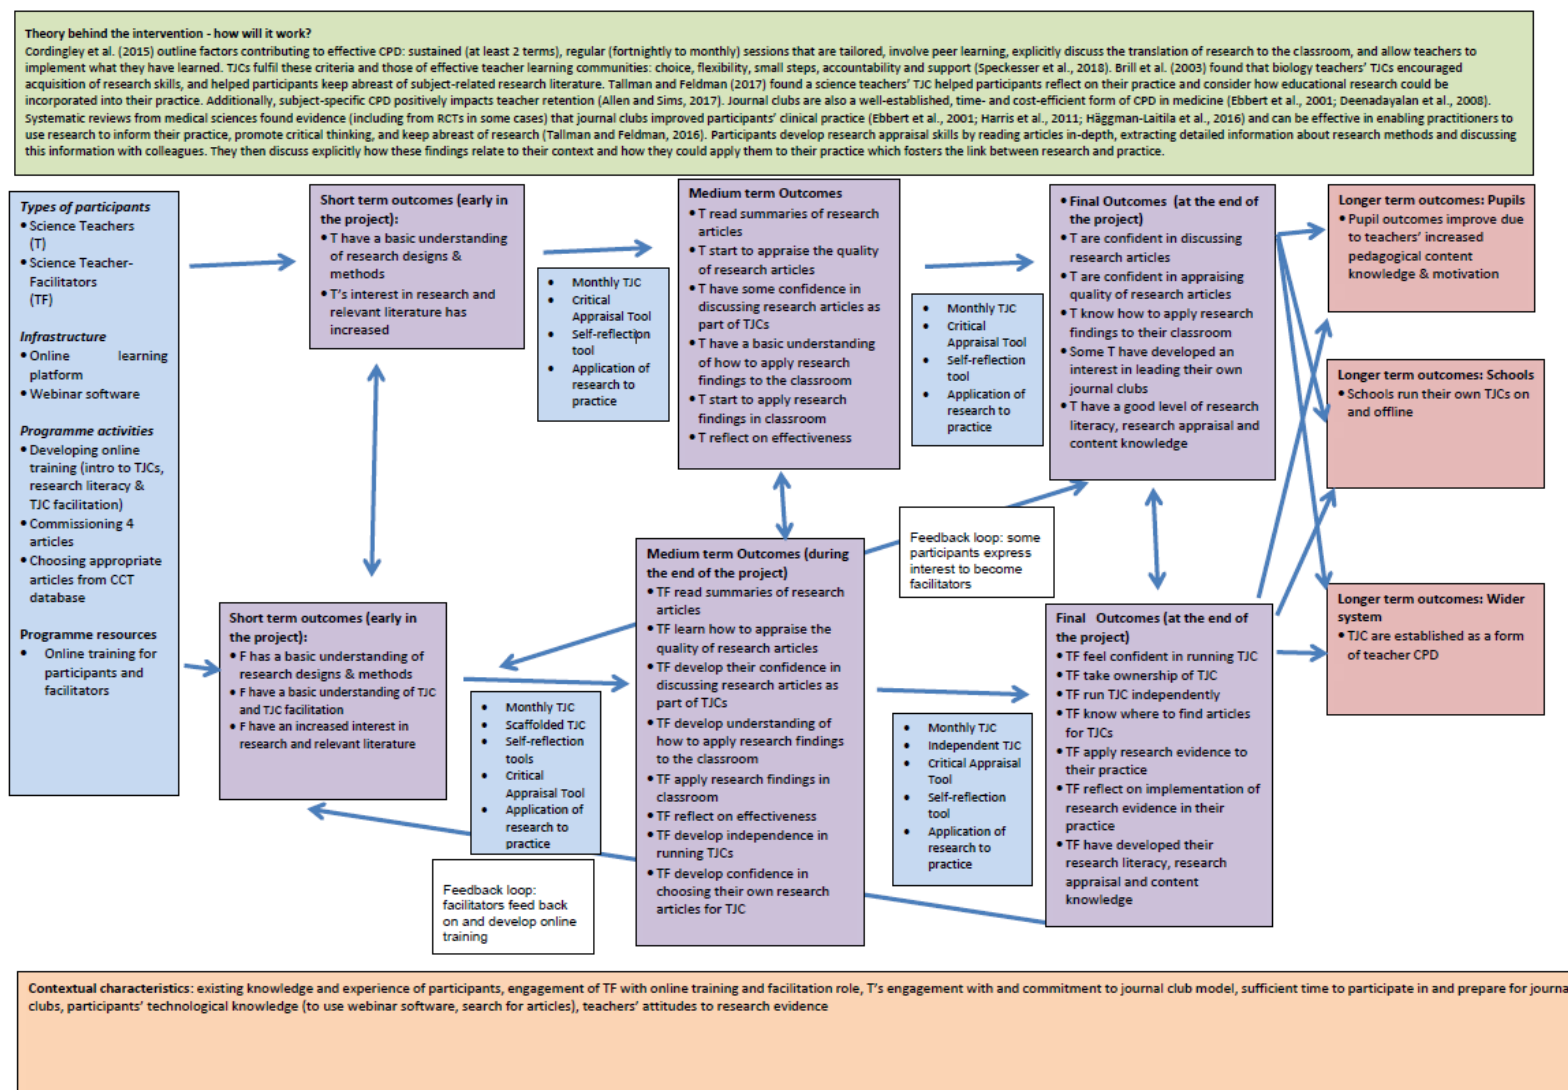 Theory behind the intervention - how will it work?
Cordingley et al. (2015) outline factors contributing to effective CPD: sustained (at least 2 terms), regular (fortnightly to monthly) sessions that are tailored, involve peer learning, explicitly discuss the translation of research to the classroom, and allow teachers to
implement what they have learned. TJCs fulfil these criteria and those of effective teacher learning communities: choice, flexibility, small steps, accountability and support (Speckesser et al., 2018). Brill et al. (2003) found that biology teachers' TJCs encouraged
acquisition of research skills, and helped participants keep abreast of subject-related research literature. Tallman and Feldman (2017) found a science teachers' TJC helped participants reflect on their practice and consider how educational research could be
incorporated into their practice. Additionally, subject-specific CPD positively impacts teacher retention (Allen and Sims, 2017). Journal clubs are also a well-established, time- and cost-efficient form of CPD in medicine (Ebbert et al., 2001; Deenadayalan et al., 2008).
Systematic reviews from medical sciences found evidence (including from RCTs in some cases) that journal clubs improved participants' clinical practice (Ebbert et al., 2001; Harris et al., 2011; Häggman-Laitila et al., 2016) and can be effective in enabling practitioners to
use research to inform their practice, promote critical thinking, and keep abreast of research (Tallman and Feldman, 2016). Participants develop research appraisal skills by reading articles in-depth, extracting detailed information about research methods and discussing
this information with colleagues. They then discuss explicitly how these findings relate to their context and how they could apply them to their practice which fosters the link between research and practice.
Types of participants
• Science Teachers
(T)
• Science Teacher-
Facilitators
(TF)
Infrastructure
• Online learning
platform
• Webinar software
Programme activities
• Developing online
training (intro to TJCs,
research literacy &
TJC facilitation)
• Commissioning 4
articles
• Choosing appropriate
articles from CCT
database
Programme resources
• Online training for
participants and
facilitators
Short term outcomes (early in
the project):
• T have a basic understanding
of research designs &
methods
• T's interest in research and
relevant literature has
increased
• Monthly TJC
• Critical
Appraisal Tool
• Self-reflection
tool
• Application of
research to
practice
Medium term Outcomes
• T read summaries of research
articles
• T start to appraise the quality
of research articles
• T have some confidence in
discussing research articles as
part of TJCs
• T have a basic understanding
of how to apply research
findings to the classroom
• T start to apply research
findings in classroom
• T reflect on effectiveness
• Monthly TJC
• Critical
Appraisal Tool
• Self-reflection
tool
• Application of
research to
practice
• Final Outcomes (at the end of
the project)
• T are confident in discussing
research articles
• T are confident in appraising
quality of research articles
• T know how to apply research
findings to their classroom
• Some T have developed an
interest in leading their own
journal clubs
• T have a good level of research
literacy, research appraisal and
content knowledge
Longer term outcomes: Pupils
• Pupil outcomes improve due
to teachers' increased
pedagogical content
knowledge & motivation
Longer term outcomes: Schools
• Schools run their own TJCs on
and offline
Longer term outcomes: Wider
system
• TJC are established as a form
of teacher CPD
Short term outcomes (early in
the project):
• F has a basic understanding of
research designs & methods
• F have a basic understanding of TJC
and TJC facilitation
• F have an increased interest in
research and relevant literature
• Monthly TJC
• Scaffolded TJC
• Self-reflection
tools
• Critical
Appraisal Tool
• Application of
research to
practice
Feedback loop:
facilitators feed back
on and develop online
training
Medium term Outcomes (during
the end of the project)
• TF read summaries of research
articles
• TF learn how to appraise the
quality of research articles
• TF develop their confidence in
discussing research articles as
part of TJCs
• TF develop understanding of
how to apply research findings
to the classroom
• TF apply research findings in
classroom
• TF reflect on effectiveness
• TF develop independence in
running TJCs
• TF develop confidence in
choosing their own research
articles for TJC
Feedback loop: some
participants express
interest to become
facilitators
• Monthly TJC
• Independent TJC
• Critical Appraisal
Tool
• Self-reflection
tool
• Application of
research to
practice
Final Outcomes (at the end of
the project)
• TF feel confident in running TJC
• TF take ownership of TJC
• TF run TJC independently
• TF know where to find articles
for TJCs
• TF apply research evidence to
their practice
• TF reflect on implementation of
research evidence in their
practice
• TF have developed their
research literacy, research
appraisal and content
knowledge
Contextual characteristics: existing knowledge and experience of participants, engagement of TF with online training and facilitation role, T's engagement with and commitment to journal club model, sufficient time to participate in and prepare for journa
clubs, participants' technological knowledge (to use webinar software, search for articles), teachers' attitudes to research evidence